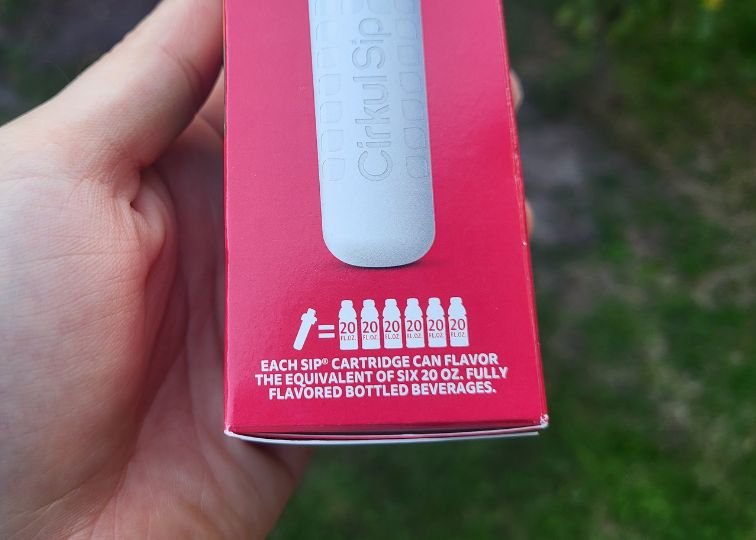 Cirkul Sip
= 20 20 20 20 20 20
FL.OZ. FL.OZ. FL.OZ. FL.OZ. FL.OZ. FL.OZ.
EACH SIP® CARTRIDGE CAN FLAVOR
THE EQUIVALENT OF SIX 20 OZ. FULLY
FLAVORED BOTTLED BEVERAGES.